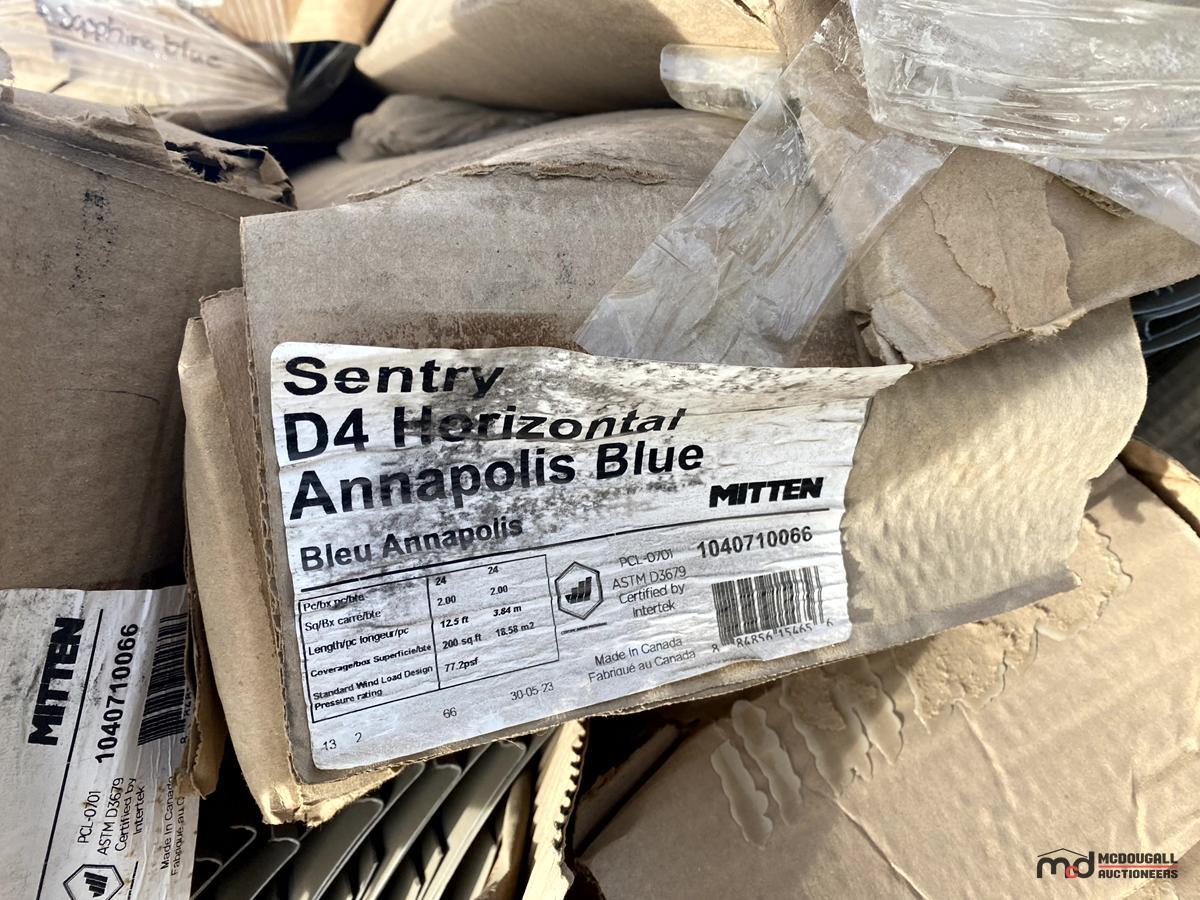 sapphire blue
Sentry
D4 Horizontal
Annapolis Blue
Bleu Annapolis
MITTEN
PCL-0701 1040710066
ASTM D3679
Certified by
Intertek
Pc/bx pc/bte 24 24
Sq/Bx carré/bte 2.00 2.00
Length/pc longeur/pc 12.5 ft 3.84 m
Coverage/box Superficie/bte 200 sq ft 18.58 m2
Standard Wind Load Design
Pressure rating 77.2psf
Made In Canada
Fabriqué au Canada
13 2 66 30-05-23
MITTEN
1040710066
PCL-0701
ASTM D3679
Certified by
Intertek
Made In Canada
Fabriqué au
mcd MCDOUGALL
AUCTIONEERS